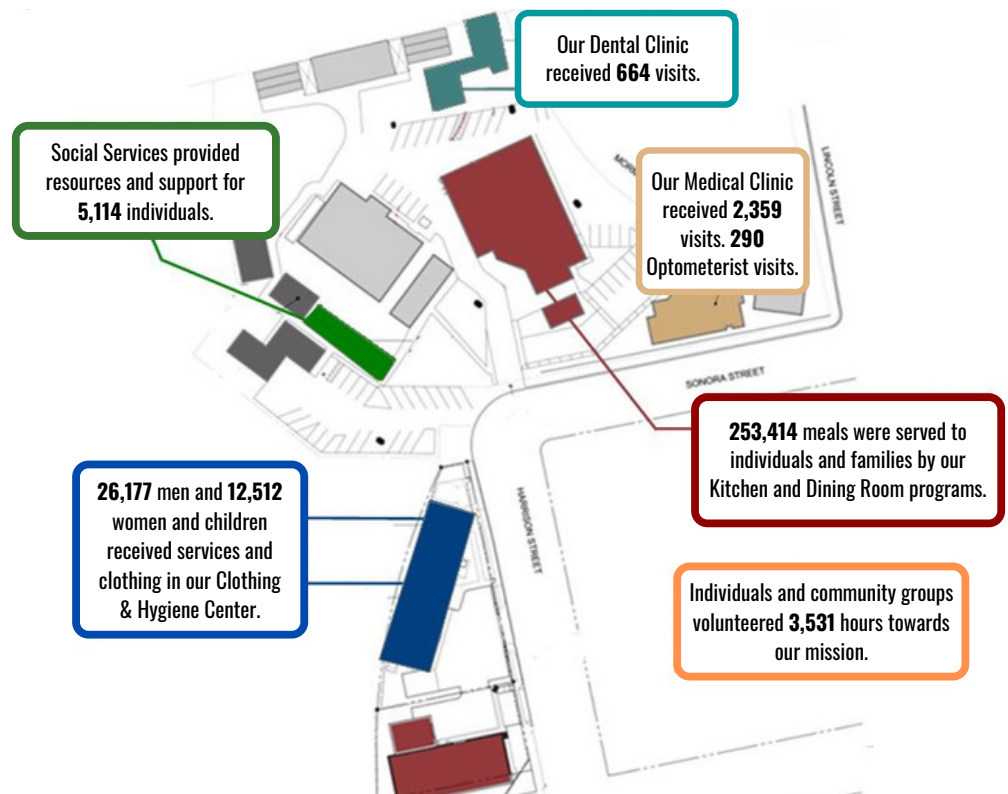 Our Dental Clinic
received 664 visits.
Social Services provided
resources and support for
5,114 individuals.
Our Medical Clinic
received 2,359
visits. 290
Optometerist visits.
LINCOLN STREET
SONORA STREET
253,414 meals were served to
individuals and families by our
Kitchen and Dining Room programs.
26,177 men and 12,512
women and children
received services and
clothing in our Clothing
& Hygiene Center.
HARRISON STREET
Individuals and community groups
volunteered 3,531 hours towards
our mission.